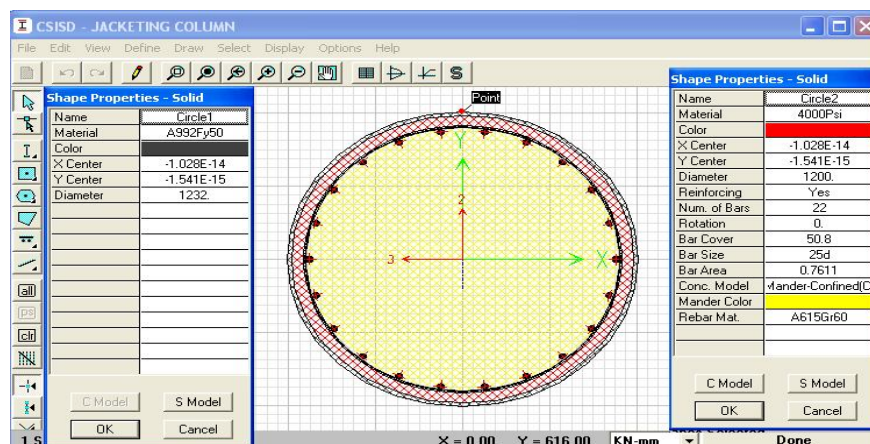 CSISD - JACKETING COLUMN
File Edit View Define Draw Select Display Options Help
Shape Properties - Solid
Name Circle1
Material A992Fy50
Color
X Center -1.028E-14
Y Center -1.541E-15
Diameter 1232.
C Model S Model
OK Cancel
Point
Y
2
3
X
Shape Properties - Solid
Name Circle2
Material 4000Psi
Color
X Center -1.028E-14
Y Center -1.541E-15
Diameter 1200.
Reinforcing Yes
Num. of Bars 22
Rotation 0.
Bar Cover 50.8
Bar Size 25d
Bar Area 0.7611
Conc. Model Mander-Confined(C
Mander Color
Rebar Mat. A615Gr60
C Model S Model
OK Cancel
all
ps
clr
1 S
X = 0.00 Y = 616.00 KN-mm Done